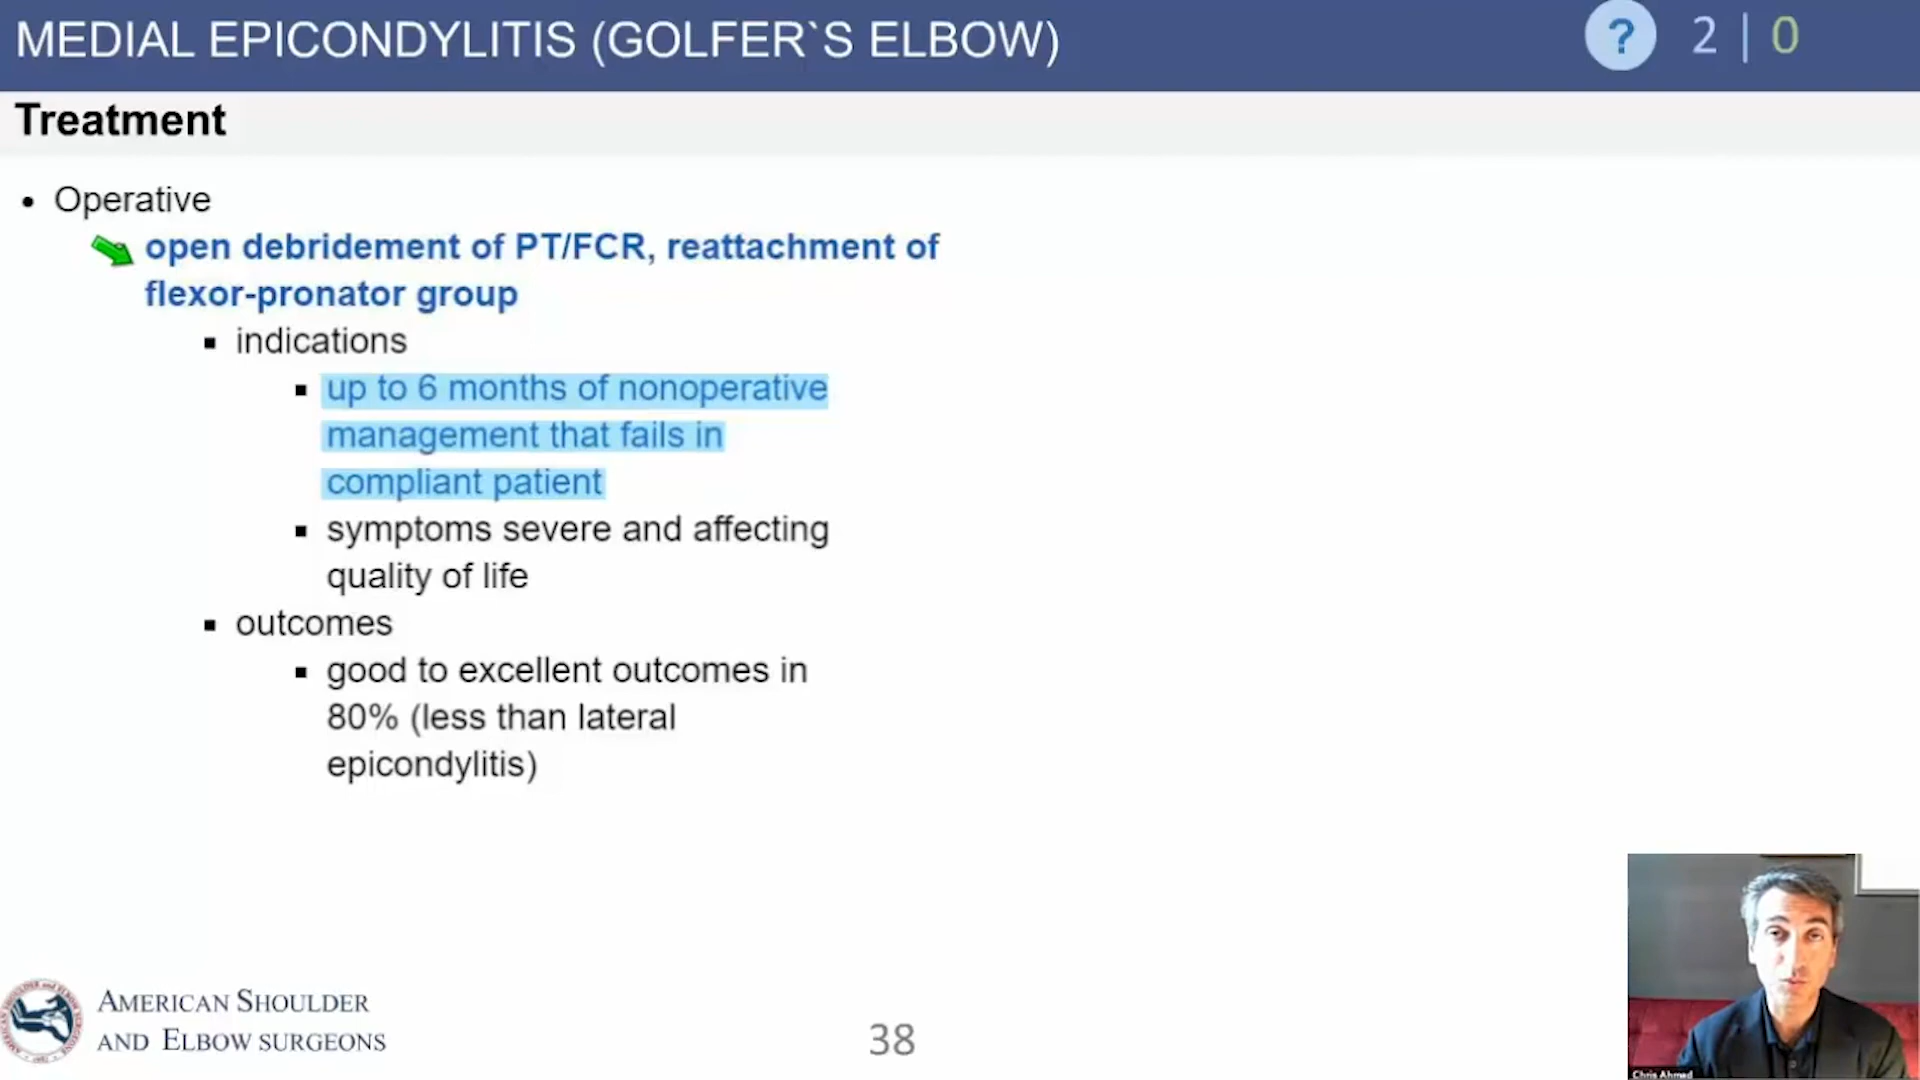 MEDIAL EPICONDYLITIS (GOLFER`S ELBOW)
? 2 | 0
Treatment
• Operative
open debridement of PT/FCR, reattachment of
flexor-pronator group
▪ indications
▪ up to 6 months of nonoperative
management that fails in
compliant patient
▪ symptoms severe and affecting
quality of life
▪ outcomes
▪ good to excellent outcomes in
80% (less than lateral
epicondylitis)
AMERICAN SHOULDER
AND ELBOW SURGEONS
38
Chris Ahmad